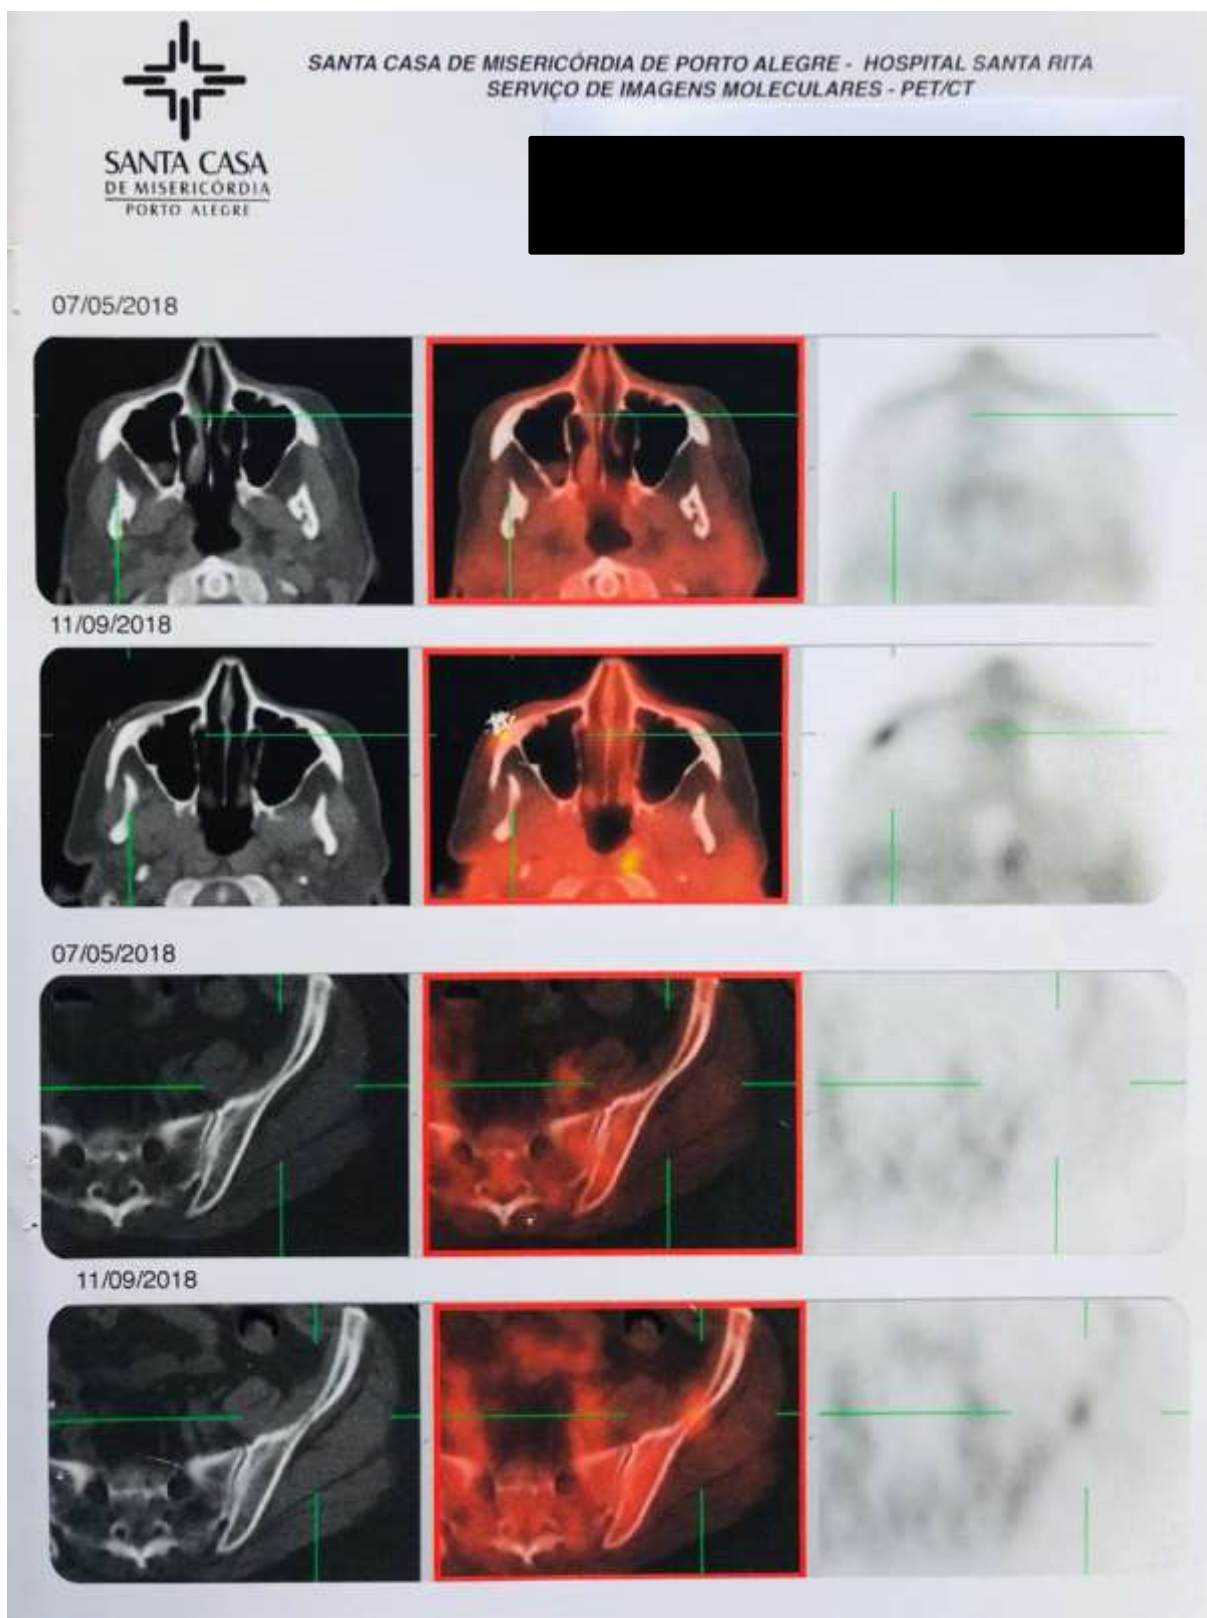 SANTA CASA DE MISERICÓRDIA DE PORTO ALEGRE - HOSPITAL SANTA RITA
SERVIÇO DE IMAGENS MOLECULARES - PET/CT
SANTA CASA
DE MISERICÓRDIA
PORTO ALEGRE
07/05/2018
11/09/2018
07/05/2018
11/09/2018